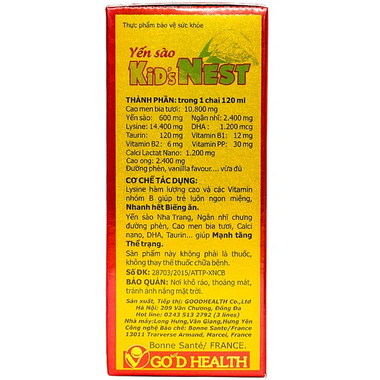 Thực phẩm bảo vệ sức khỏe
Yến sào
KiD's NEST
THÀNH PHẦN: trong 1 chai 120 ml
Cao men bia tươi: 10.800 mg
Yến sào: 600 mg Ngân nhĩ: 2.400 mg
Lysine: 14.400 mg DHA : 1.200 mcg
Taurin: 120 mg Vitamin B1: 12 mg
Vitamin B2: 6 mg Vitamin PP: 30 mg
Calci Lactat Nano: 1.200 mg
Cao ong: 2.400 mg
Đường phèn, vanilla favour.... vừa đủ
CƠ CHẾ TÁC DỤNG:
Lysine hàm lượng cao và các Vitamin
nhóm B giúp trẻ luôn ngon miệng,
Nhanh hết Biếng ăn.
Yến sào Nha Trang, Ngân nhĩ chưng
đường phèn, Cao men bia tươi, Calci
nano, DHA, Taurin... giúp Mạnh tăng
Thể trạng.
Sản phẩm này không phải là thuốc,
không thay thế thuốc chữa bệnh.
Số ĐK: 28703/2015/ATTP-XNCB
BẢO QUẢN: Nơi khô ráo, thoáng mát,
tránh ánh nắng mặt trời.
Sản xuất, Tiếp thị: GOODHEALTH Co,,Ltd
Hà Nội: 209 Văn Chương, Đống Đa
Hot line: 0243 513 2792 (3 lines)
Nhà máy:Long Hưng,Văn Giang,Hưng Yên
Công nghệ Bào chế: Bonne Sante/France
13011 Traverse Armand, Marcel, France
Bonne Santé/ FRANCE.
GOOD HEALTH